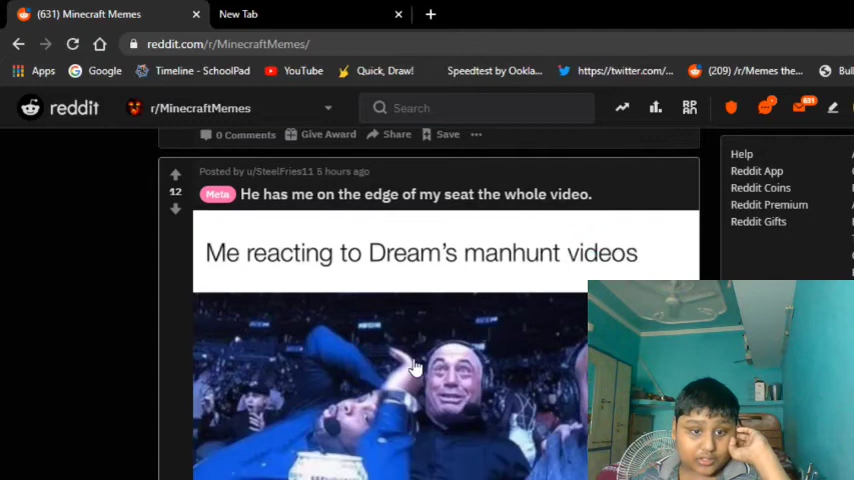 (631) Minecraft Memes
New Tab
reddit.com/r/MinecraftMemes/
Apps Google Timeline - SchoolPad YouTube Quick, Draw! Speedtest by Ookla... https://twitter.com/... (209) /r/Memes the... Bul
reddit r/MinecraftMemes Search 631
0 Comments Give Award Share Save
Help
Reddit App
Reddit Coins
Reddit Premium
Reddit Gifts
Posted by u/SteelFries11 5 hours ago
12
Meta He has me on the edge of my seat the whole video.
Me reacting to Dream's manhunt videos